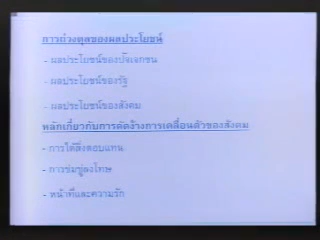 การถ่วงดุลของผลประโยชน์
- ผลประโยชน์ของปัจเจกชน
- ผลประโยชน์ของรัฐ
- ผลประโยชน์ของสังคม
หลักเกี่ยวกับการคัดง้างการเคลื่อนตัวของสังคม
- การให้สิ่งตอบแทน
- การข่มขู่ลงโทษ
- หน้าที่และความรัก